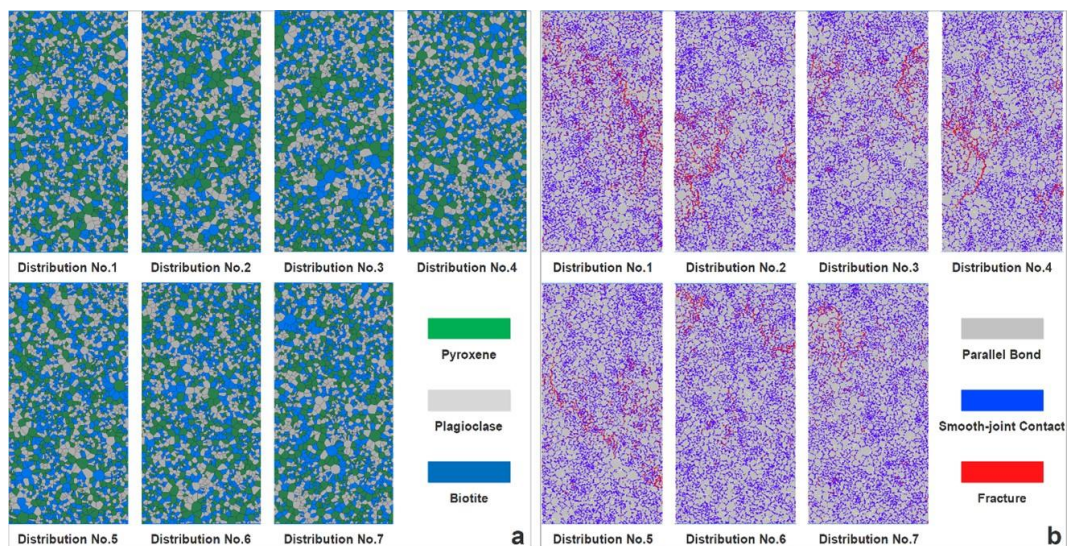 Distribution No.1 Distribution No.2 Distribution No.3 Distribution No.4
Pyroxene
Plagioclase
Biotite
Distribution No.5 Distribution No.6 Distribution No.7
a
Distribution No.1 Distribution No.2 Distribution No.3 Distribution No.4
Parallel Bond
Smooth-joint Contact
Fracture
Distribution No.5 Distribution No.6 Distribution No.7
b